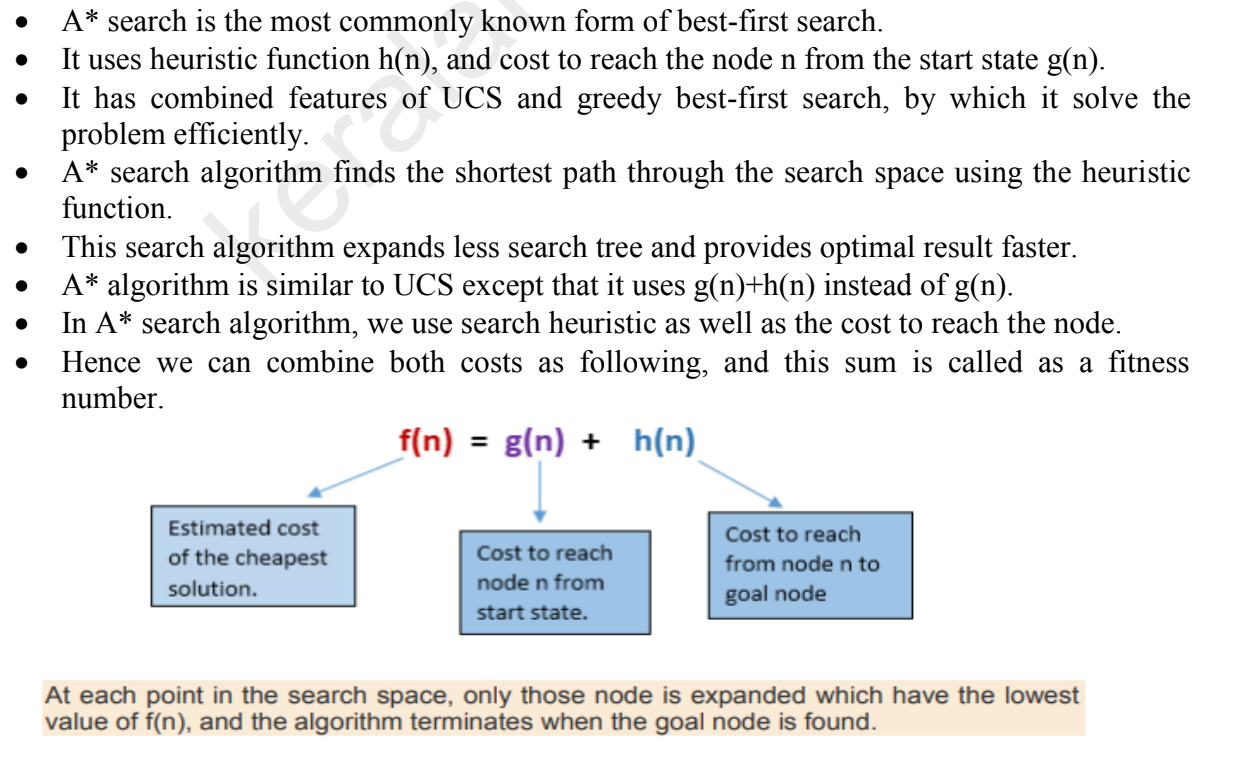 • A* search is the most commonly known form of best-first search.
• It uses heuristic function h(n), and cost to reach the node n from the start state g(n).
• It has combined features of UCS and greedy best-first search, by which it solve the
problem efficiently.
• A* search algorithm finds the shortest path through the search space using the heuristic
function.
• This search algorithm expands less search tree and provides optimal result faster.
• A* algorithm is similar to UCS except that it uses g(n)+h(n) instead of g(n).
• In A* search algorithm, we use search heuristic as well as the cost to reach the node.
• Hence we can combine both costs as following, and this sum is called as a fitness
number.
f(n) = g(n) + h(n)
Estimated cost
of the cheapest
solution.
Cost to reach
node n from
start state.
Cost to reach
from node n to
goal node
At each point in the search space, only those node is expanded which have the lowest
value of f(n), and the algorithm terminates when the goal node is found.